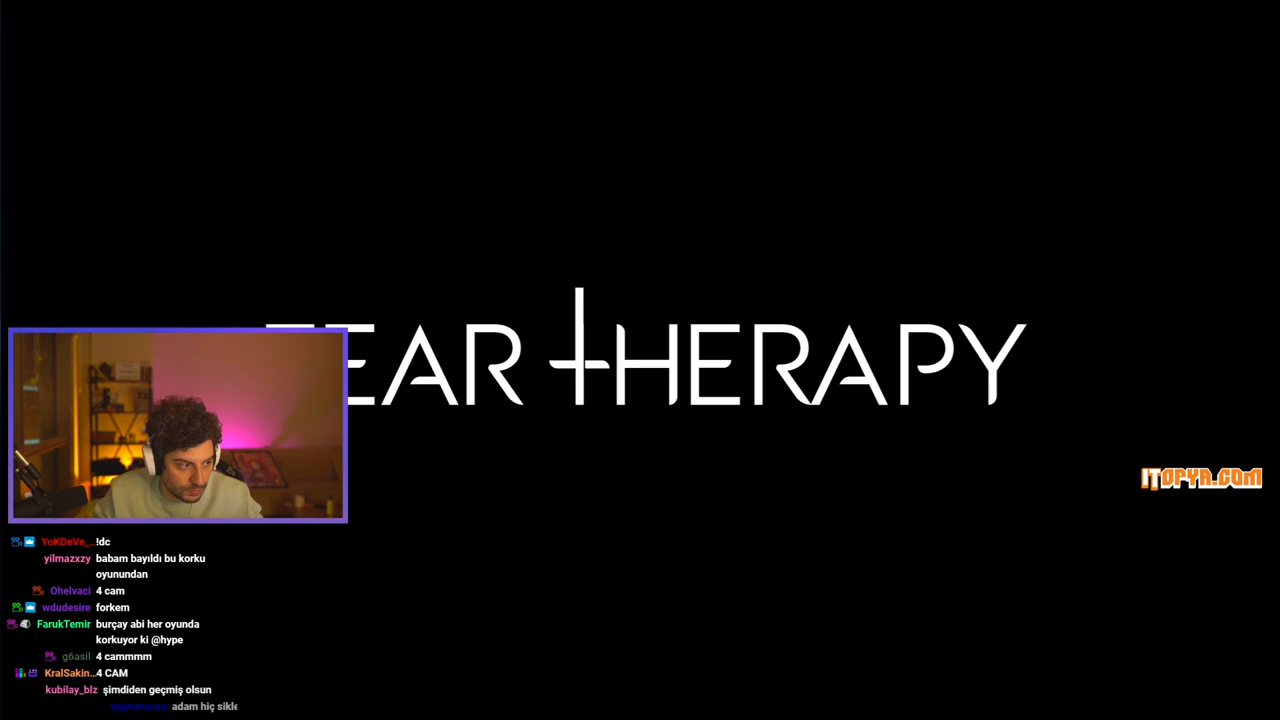 FEAR THERAPY
ITOPYA.COM
YoKDeVe_... !dc
yilmazxzy babam bayıldı bu korku
oyunundan
Ohelvaci 4 cam
wdudesire forkem
FarukTemir burçay abi her oyunda
korkuyor ki @hype
g6asil 4 cammmm
KralSakin... 4 CAM
kubilay_blz şimdiden geçmiş olsun
adam hiç sikle